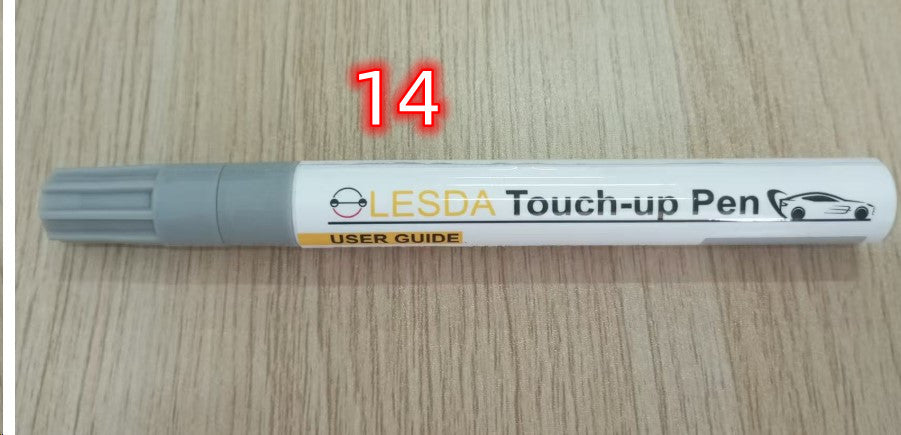 14
LESDA Touch-up Pen
USER GUIDE